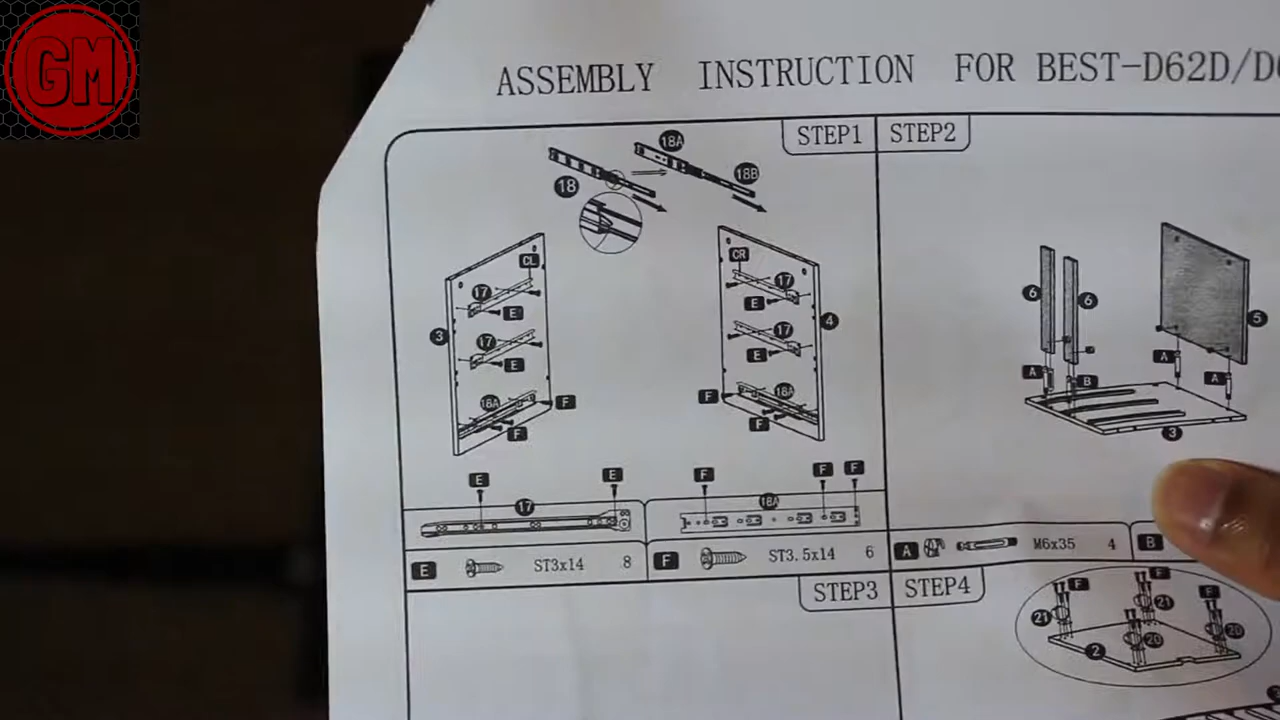 GM
ASSEMBLY INSTRUCTION FOR BEST-D62D/D
STEP1
STEP2
18A
18
18B
CL
17
E
3
17
E
18A
F
F
CR
17
E
4
17
E
F
18A
F
6
6
5
A
B
A
A
3
E
E
17
F
F
F
18A
E ST3x14 8
F ST3.5x14 6
A M6x35 4
B
STEP3
STEP4
F
F
F
21
21
20
20
2